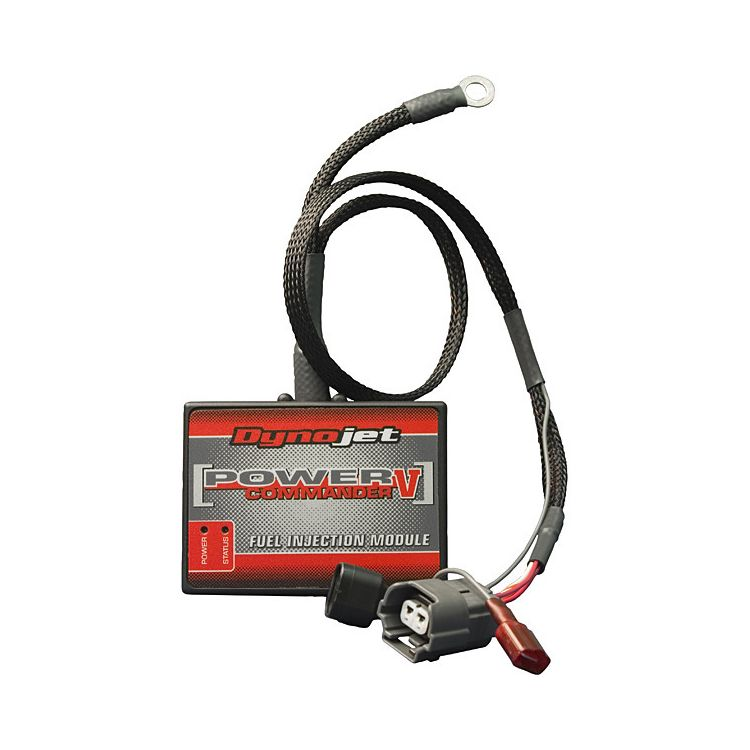 Dynojet
[POWER V]
COMMANDER
FUEL INJECTION MODULE
POWER
STATUS